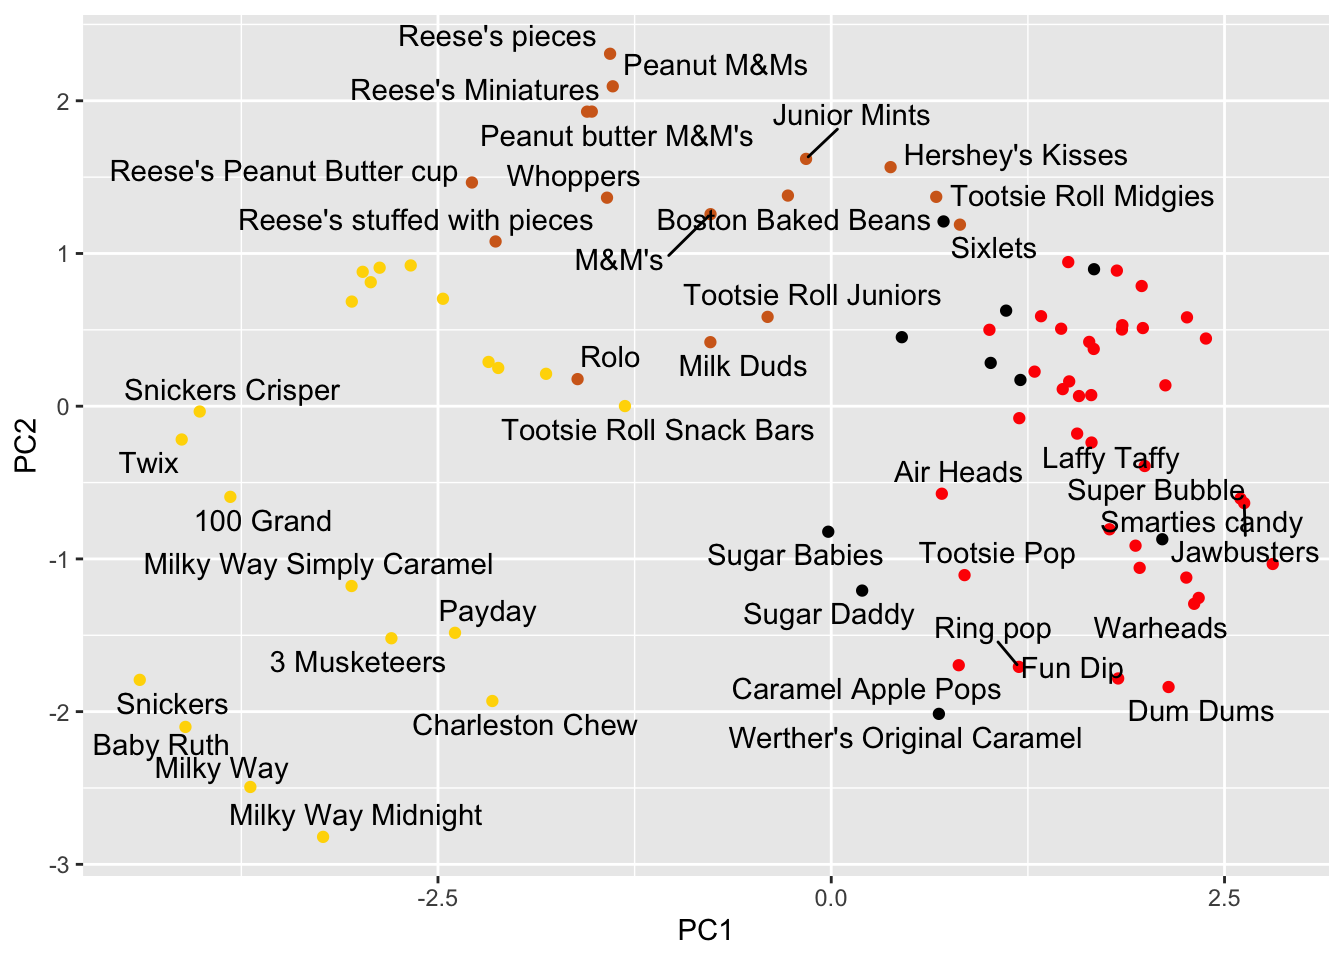 Reese's pieces
Peanut M&Ms
Reese's Miniatures
Junior Mints
Peanut butter M&M's
Hershey's Kisses
Reese's Peanut Butter cup
Whoppers
Tootsie Roll Midgies
Reese's stuffed with pieces
Boston Baked Beans
Sixlets
M&M's
Tootsie Roll Juniors
Rolo
Milk Duds
Snickers Crisper
Tootsie Roll Snack Bars
Twix
Laffy Taffy
Air Heads
Super Bubble
100 Grand
Smarties candy
Jawbusters
Sugar Babies
Tootsie Pop
Milky Way Simply Caramel
Payday
Sugar Daddy
Ring pop
Warheads
3 Musketeers
Fun Dip
Caramel Apple Pops
Snickers
Dum Dums
Charleston Chew
Werther's Original Caramel
Baby Ruth
Milky Way
Milky Way Midnight
2
1
0
-1
-2
-3
PC2
-2.5
0.0
2.5
PC1